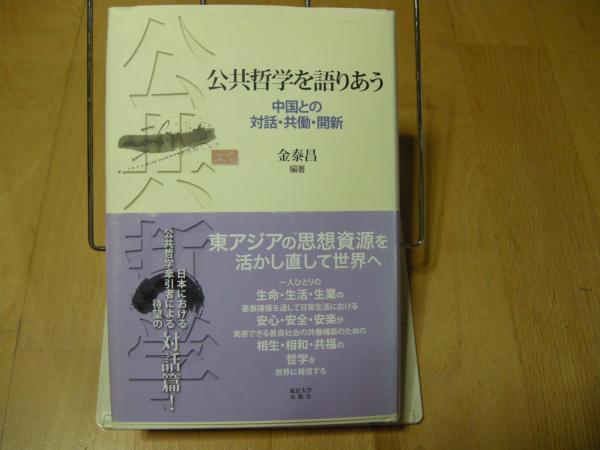 公共哲学
公共哲学を語りあう
中国との
対話・共働・開新
金泰昌
編著
東アジアの思想資源を
活かし直して世界へ
一人ひとりの
生命・生活・生業の
基盤確保を通して日常生活における
安心・安全・安楽が
実感できる善良社会の共働構築のための
相生・相和・共福の
哲学を
世界に発信する
日本における
公共哲学牽引者による
待望の
対話篇！
東京大学
出版会